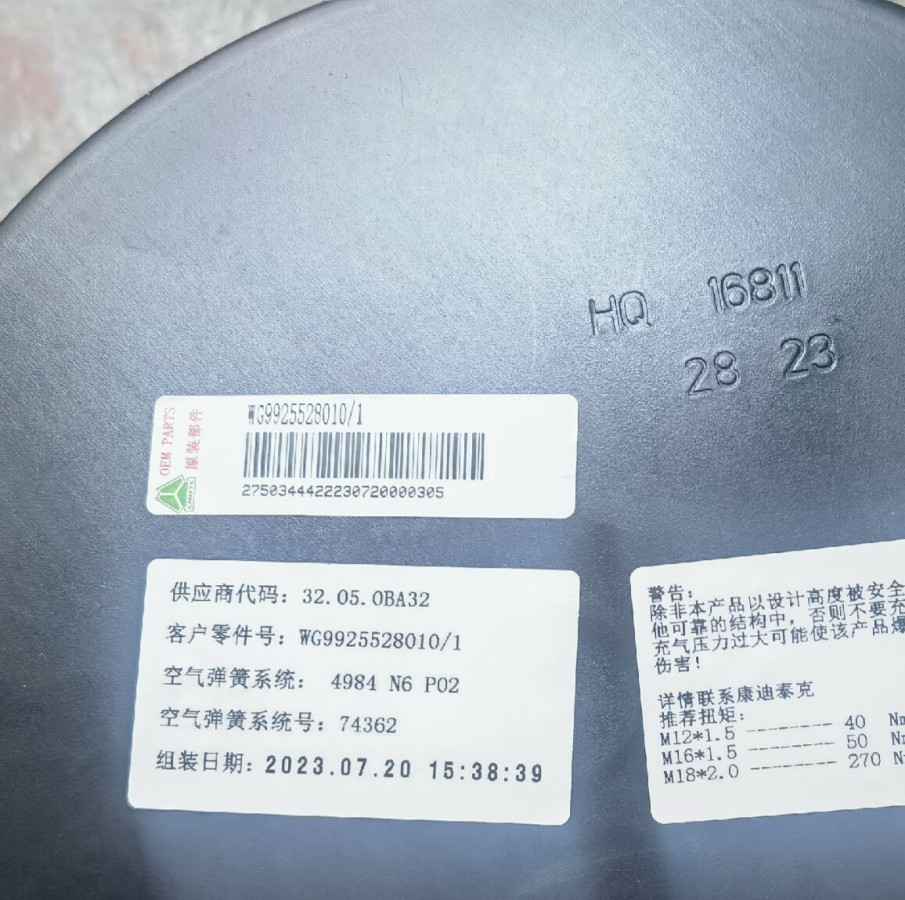 HQ 16811
28 23
OEM PARTS
原装部件
WG9925528010/1
27503444222230720000305
供应商代码：32.05.0BA32
客户零件号：WG9925528010/1
空气弹簧系统： 4984 N6 P02
空气弹簧系统号：74362
组装日期：2023.07.20 15:38:39
警告：
除非本产品以设计高度被安全
他可靠的结构中，否则不要充
充气压力过大可能使该产品爆
伤害！
详情联系康迪泰克
推荐扭矩：
M12*1.5 -------- 40 Nm
M16*1.5 -------- 50 N
M18*2.0 -------- 270 N